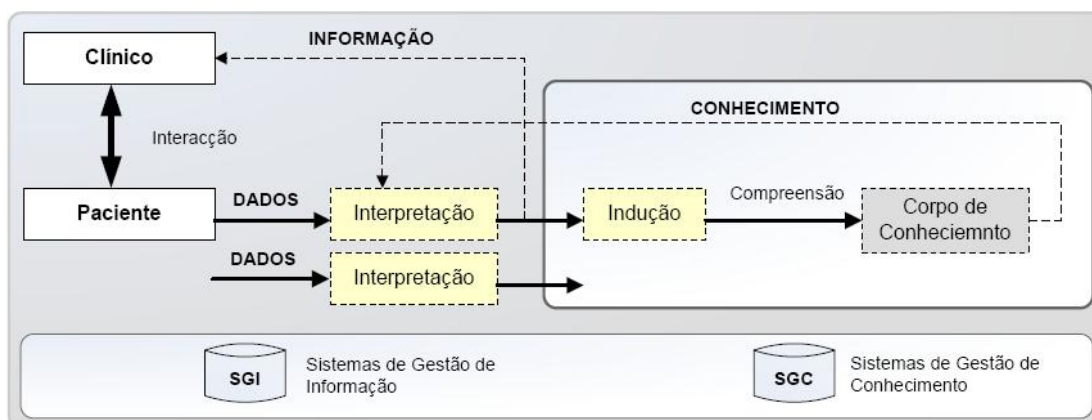 Clínico
INFORMAÇÃO
CONHECIMENTO
Interacção
Paciente
DADOS
Interpretação
Indução
Compreensão
Corpo de
Conheciemnto
DADOS
Interpretação
SGI
Sistemas de Gestão de
Informação
SGC
Sistemas de Gestão de
Conhecimento